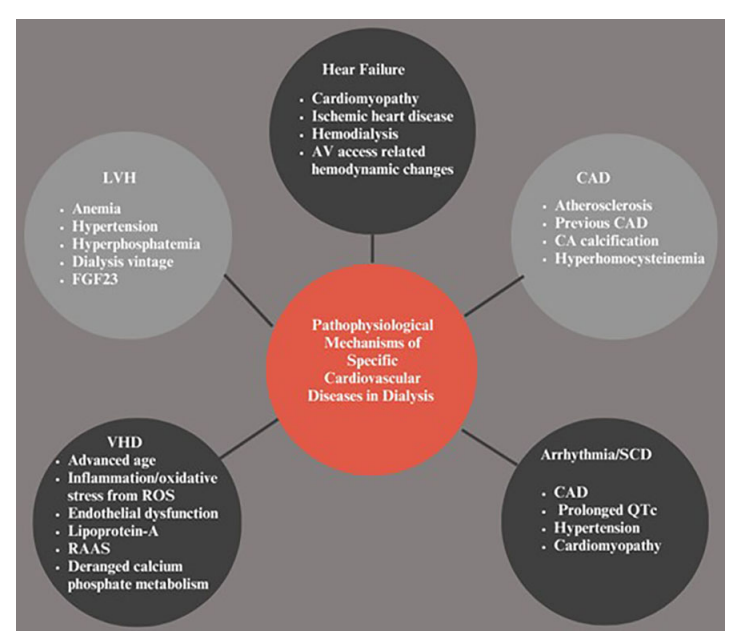 Hear Failure
• Cardiomyopathy
• Ischemic heart disease
• Hemodialysis
• AV access related
hemodynamic changes
LVH
• Anemia
• Hypertension
• Hyperphosphatemia
• Dialysis vintage
• FGF23
CAD
• Atherosclerosis
• Previous CAD
• CA calcification
• Hyperhomocysteinemia
Pathophysiological
Mechanisms of
Specific
Cardiovascular
Diseases in Dialysis
VHD
• Advanced age
• Inflammation/oxidative
stress from ROS
• Endothelial dysfunction
• Lipoprotein-A
• RAAS
• Deranged calcium
phosphate metabolism
Arrhythmia/SCD
• CAD
• Prolonged QTc
• Hypertension
• Cardiomyopathy